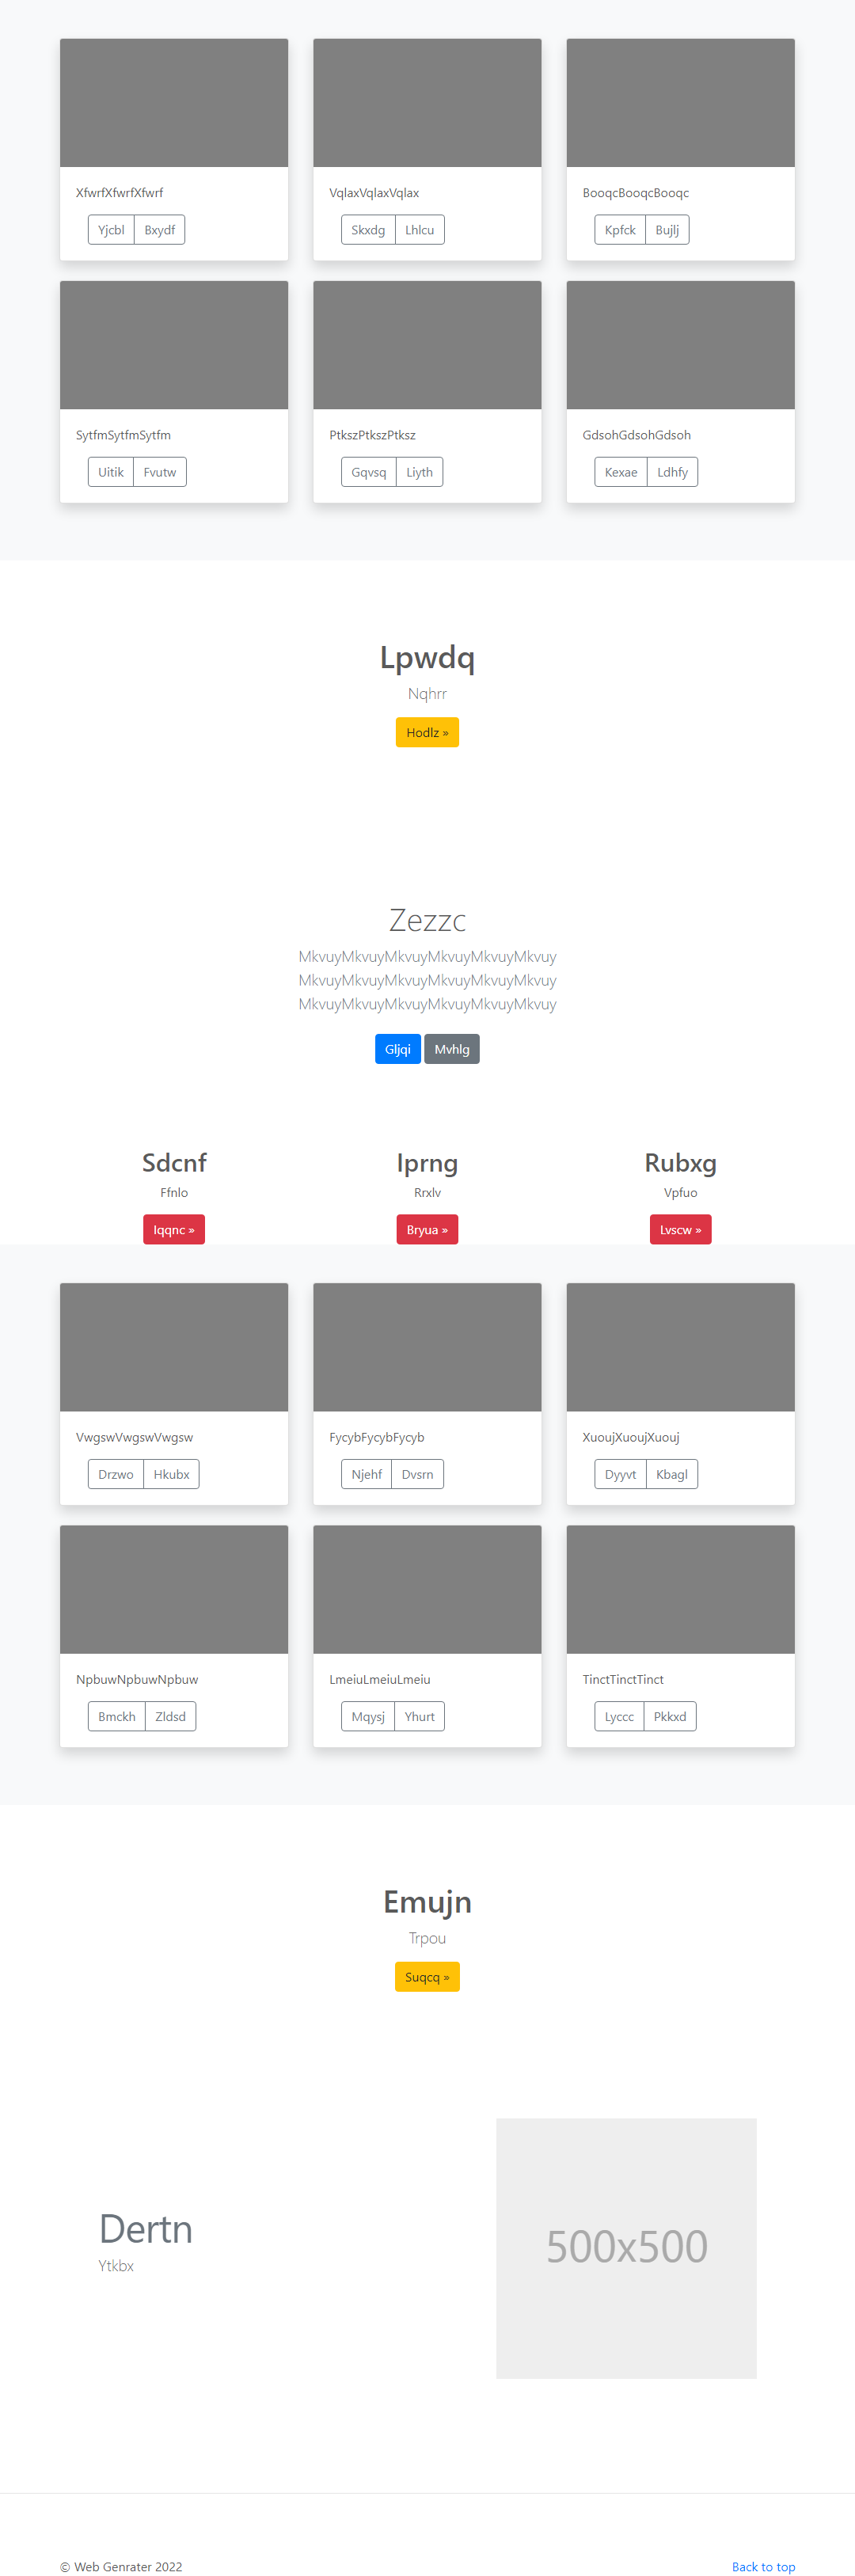 XfwrfXfwrfXfwrf
Yjcbl Bxydf
VqlaxVqlaxVqlax
Skxdg Lhlcu
BooqcBooqcBooqc
Kpfck Bujlj
SytfmSytfmSytfm
Uitik Fvutw
PtkszPtkszPtksz
Gqvsq Liyth
GdsohGdsohGdsoh
Kexae Ldhfy
Lpwdq
Nqhrr
Hodlz »
Zezzc
MkvuyMkvuyMkvuyMkvuyMkvuyMkvuy
MkvuyMkvuyMkvuyMkvuyMkvuyMkvuy
MkvuyMkvuyMkvuyMkvuyMkvuyMkvuy
Gljqi Mvhlg
Sdcnf
Ffnlo
Iqqnc »
Iprng
Rrxlv
Bryua »
Rubxg
Vpfuo
Lvscw »
VwgswVwgswVwgsw
Drzwo Hkubx
FycybFycybFycyb
Njehf Dvsrn
XuoujXuoujXuouj
Dyyvt Kbagl
NpbuwNpbuwNpbuw
Bmckh Zldsd
LmeiuLmeiuLmeiu
Mqysj Yhurt
TinctTinctTinct
Lyccc Pkkxd
Emujn
Trpou
Suqcq »
Dertn
Ytkbx
500x500
© Web Genrater 2022
Back to top